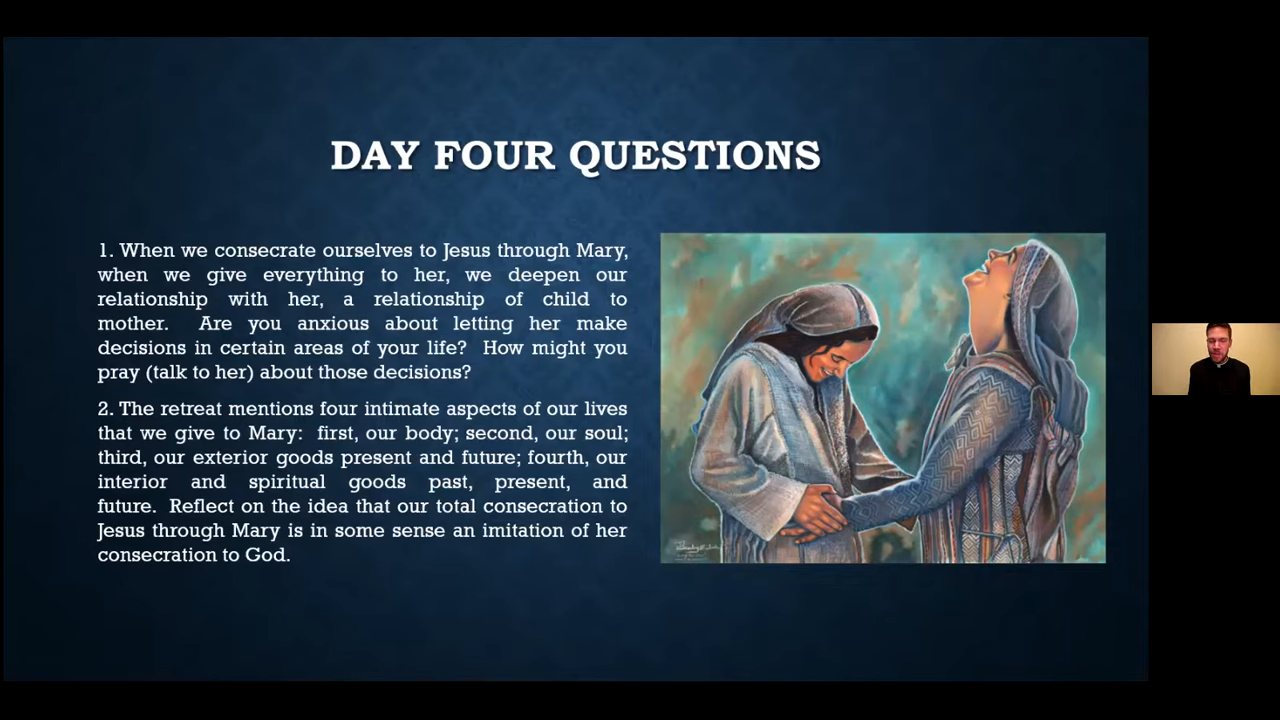 DAY FOUR QUESTIONS
1. When we consecrate ourselves to Jesus through Mary,
when we give everything to her, we deepen our
relationship with her, a relationship of child to
mother. Are you anxious about letting her make
decisions in certain areas of your life? How might you
pray (talk to her) about those decisions?
2. The retreat mentions four intimate aspects of our lives
that we give to Mary: first, our body; second, our soul;
third, our exterior goods present and future; fourth, our
interior and spiritual goods past, present, and
future. Reflect on the idea that our total consecration to
Jesus through Mary is in some sense an imitation of her
consecration to God.